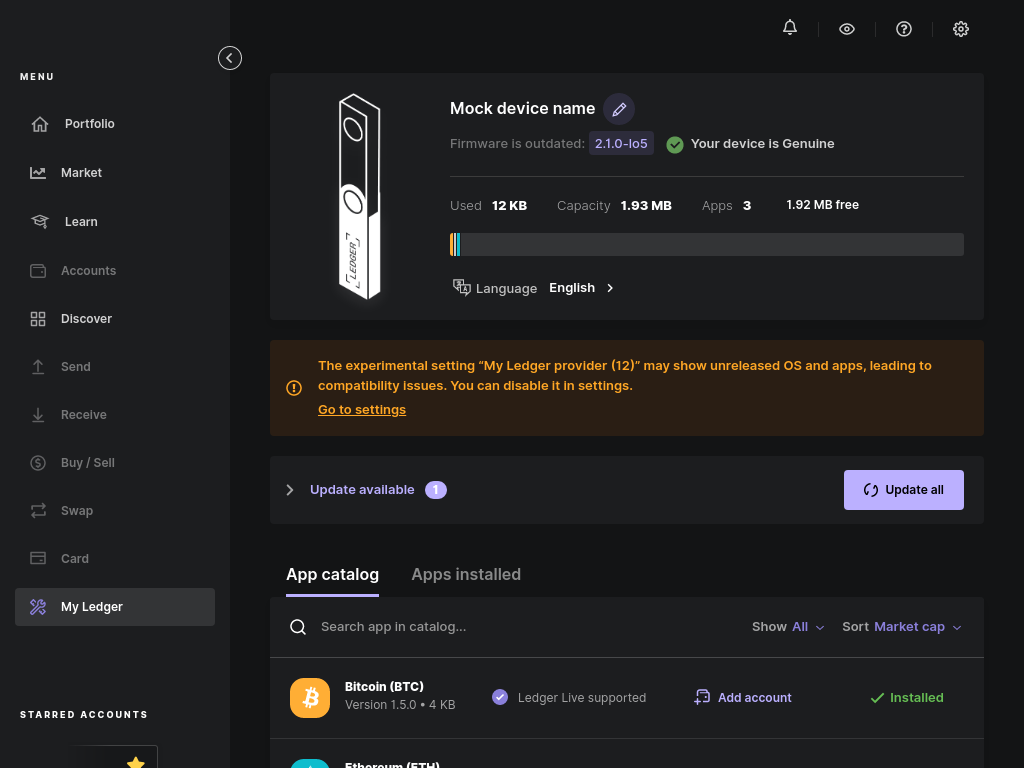 MENU
Portfolio
Market
Learn
Accounts
Discover
Send
Receive
Buy / Sell
Swap
Card
My Ledger
STARRED ACCOUNTS
LEDGER
Mock device name
Firmware is outdated: 2.1.0-lo5 Your device is Genuine
Used 12 KB Capacity 1.93 MB Apps 3 1.92 MB free
Language English
The experimental setting “My Ledger provider (12)” may show unreleased OS and apps, leading to
compatibility issues. You can disable it in settings.
Go to settings
Update available 1 Update all
App catalog Apps installed
Search app in catalog... Show All Sort Market cap
Bitcoin (BTC)
Version 1.5.0 • 4 KB Ledger Live supported Add account Installed
Ethereum (ETH)